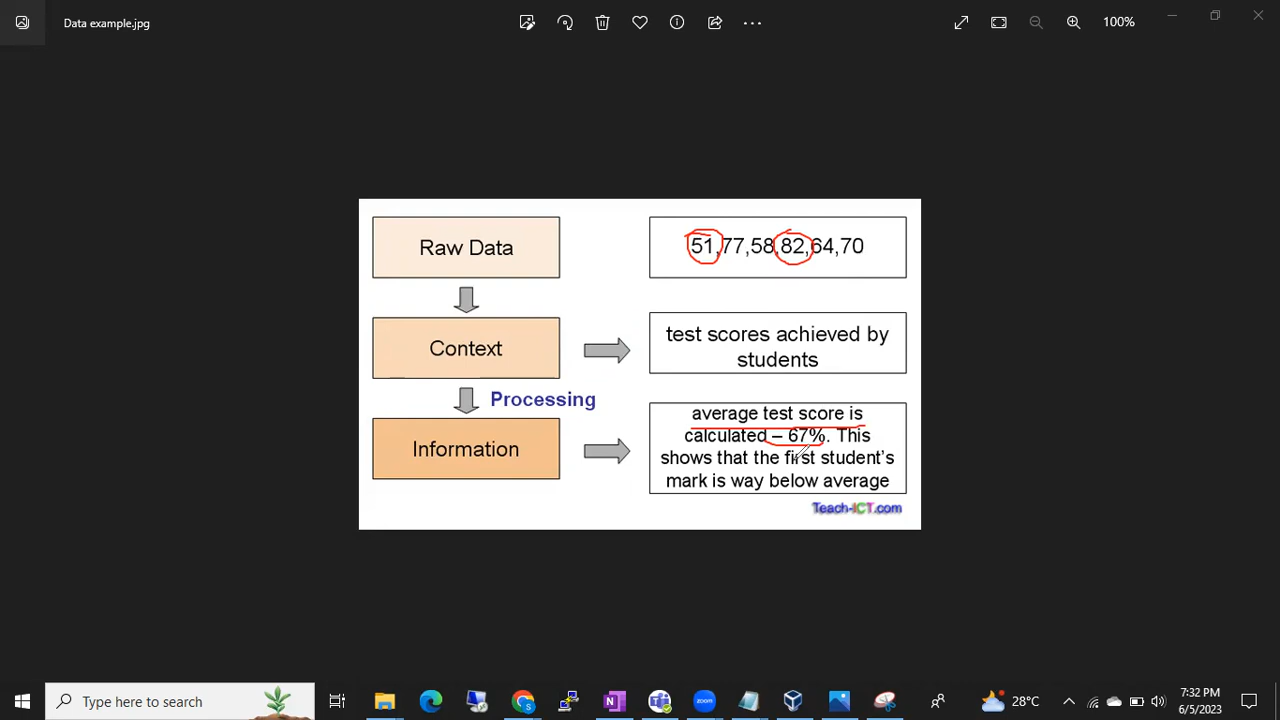 Data example.jpg
100%
Raw Data
51,77,58,82,64,70
Context
test scores achieved by
students
Processing
Information
average test score is
calculated – 67%. This
shows that the first student's
mark is way below average
Teach-ICT.com
Type here to search
28°C
7:32 PM
6/5/2023